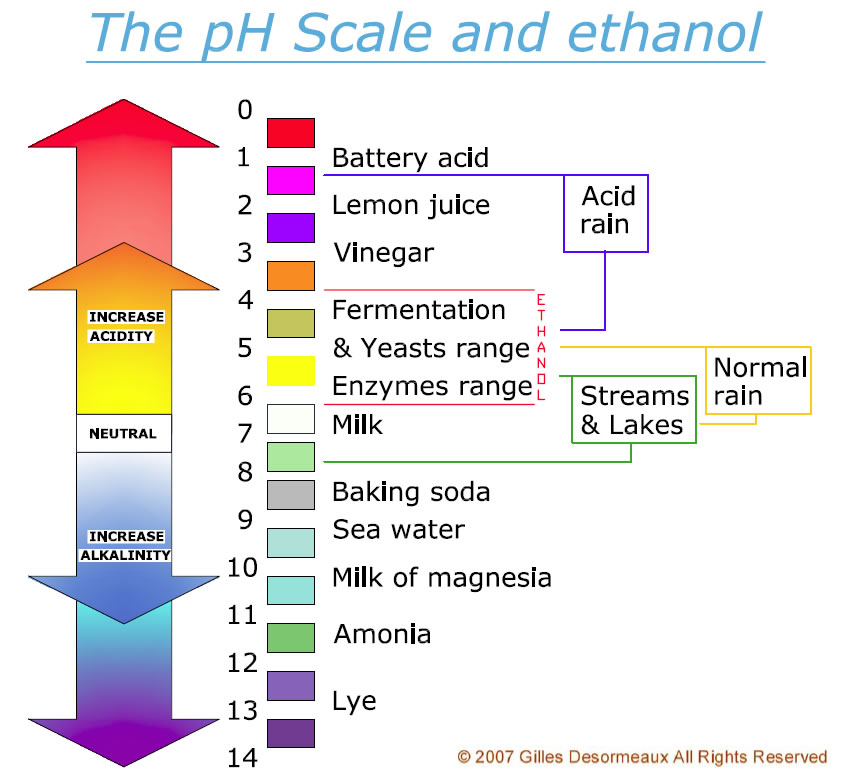 The pH Scale and ethanol
0
1
Battery acid
Acid
rain
2
Lemon juice
3
Vinegar
4
Fermentation
& Yeasts range
Enzymes range
ETHANOL
INCREASE
ACIDITY
5
Normal
rain
6
Streams
& Lakes
7
Milk
NEUTRAL
8
Baking soda
9
Sea water
INCREASE
ALKALINITY
10
Milk of magnesia
11
Amonia
12
Lye
13
14
© 2007 Gilles Desormeaux All Rights Reserved